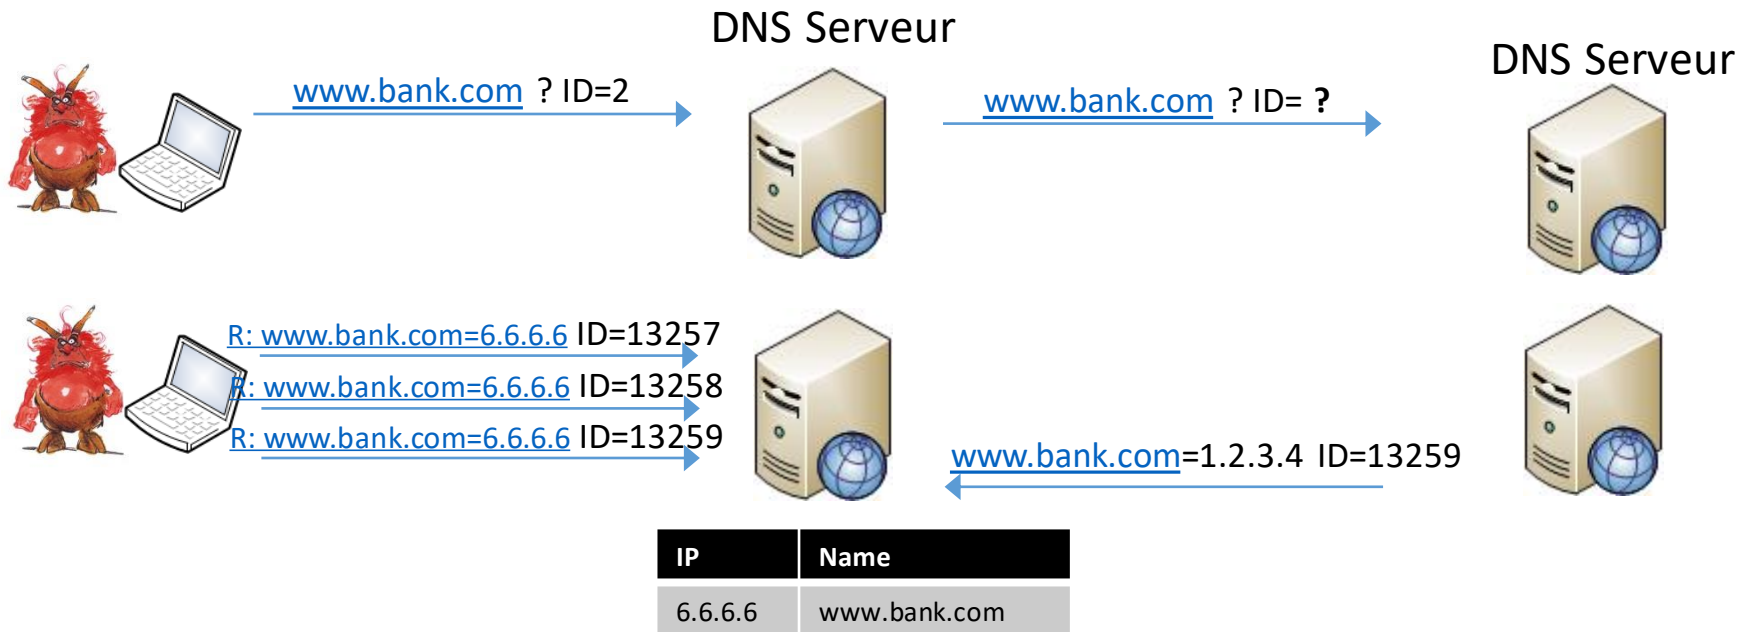 DNS Serveur
DNS Serveur
www.bank.com ? ID=2
www.bank.com ? ID= ?
R: www.bank.com=6.6.6.6 ID=13257
R: www.bank.com=6.6.6.6 ID=13258
R: www.bank.com=6.6.6.6 ID=13259
www.bank.com=1.2.3.4 ID=13259
IP Name
6.6.6.6 www.bank.com